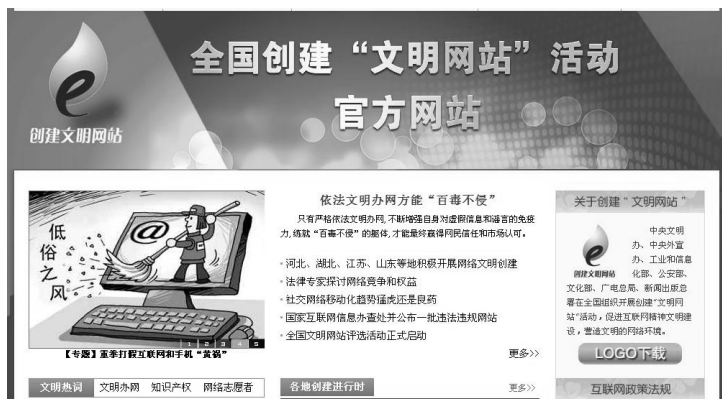 全国创建“文明网站”活动
官方网站
创建文明网站
低俗之风
@
1 2 3 4 5
【专题】重拳打假互联网和手机“黄祸”
依法文明办网方能“百毒不侵”
只有严格依法文明办网,不断增强自身对虚假信息和谣言的免疫
力,练就“百毒不侵”的躯体,才能最终赢得网民信任和市场认可。
· 河北、湖北、江苏、山东等地积极开展网络文明创建
· 法律专家探讨网络竞争和权益
· 社交网络移动化趋势猛虎还是良药
· 国家互联网信息办查处并公布一批违法违规网站
· 全国文明网站评选活动正式启动
更多>>
关于创建“文明网站”
创建文明网站
中央文明
办、中央外宣
办、工业和信息
化部、公安部、
文化部、广电总局、新闻出版总
署在全国组织开展创建“文明网
站”活动，促进互联网精神文明建
设，营造文明的网络环境。
LOGO下载
文明热词 文明办网 知识产权 网络志愿者
各地创建进行时 更多>>
互联网政策法规